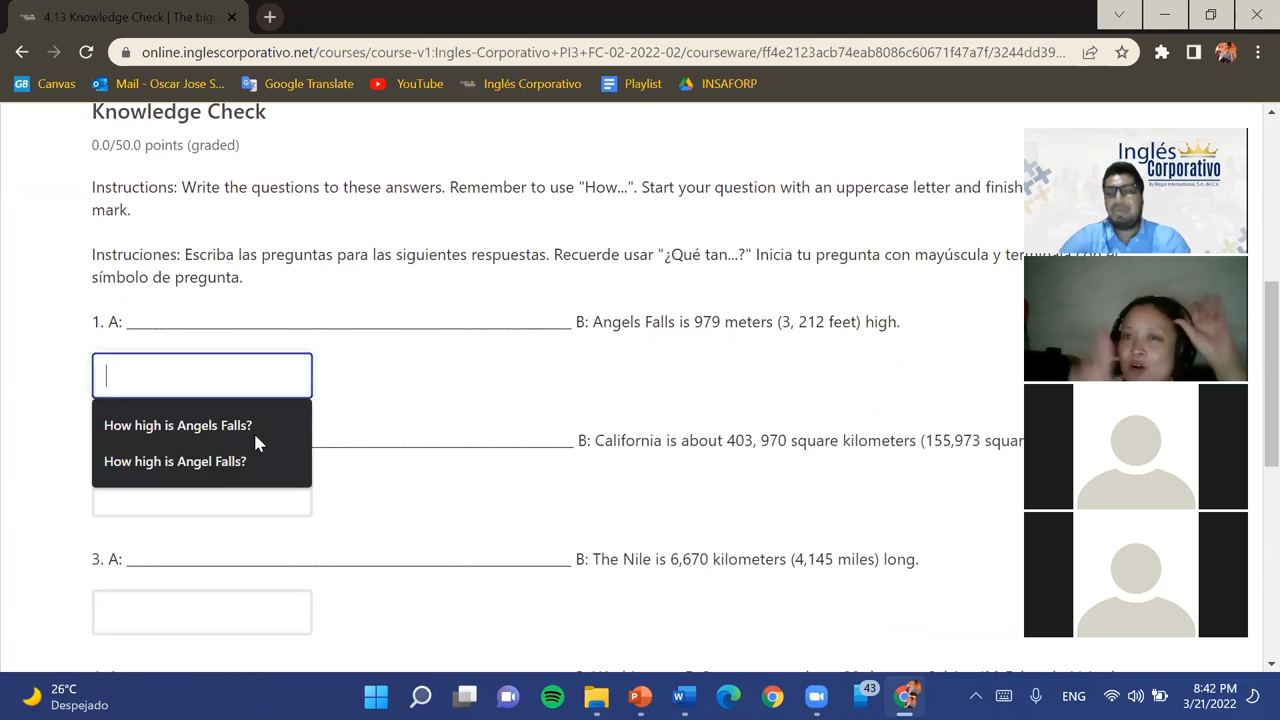 4.13 Knowledge Check | The big
online.inglescorporativo.net/courses/course-v1:Ingles-Corporativo+PI3+FC-02-2022-02/courseware/ff4e2123acb74eab8086c60671f47a7f/3244dd39...
Canvas Mail - Oscar Jose S... Google Translate YouTube Inglés Corporativo Playlist INSAFORP
Knowledge Check
0.0/50.0 points (graded)
Instructions: Write the questions to these answers. Remember to use "How...". Start your question with an uppercase letter and finish
mark.
Instruciones: Escriba las preguntas para las siguientes respuestas. Recuerde usar "¿Qué tan...?" Inicia tu pregunta con mayúscula y termínala con el
símbolo de pregunta.
Inglés
Corporativo
1. A: ______________________ B: Angels Falls is 979 meters (3, 212 feet) high.
How high is Angels Falls?
B: California is about 403, 970 square kilometers (155,973 squar
How high is Angel Falls?
3. A: ______________________ B: The Nile is 6,670 kilometers (4,145 miles) long.
26°C
Despejado
43
ENG
8:42 PM
3/21/2022